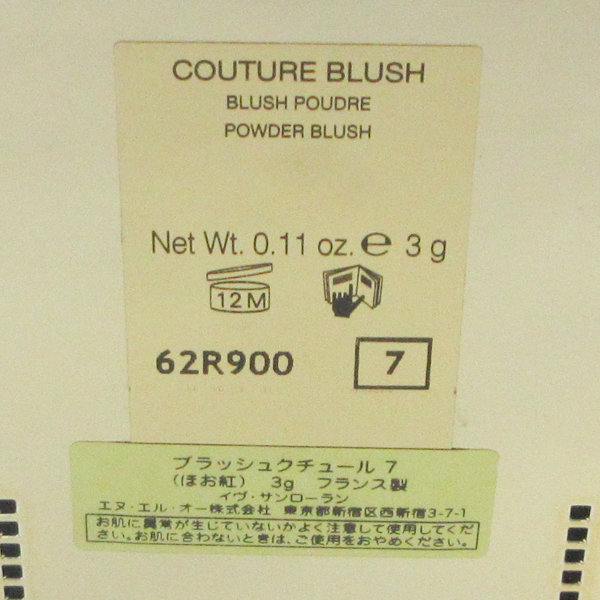 COUTURE BLUSH
BLUSH POUDRE
POWDER BLUSH
Net Wt. 0.11 oz. ℮ 3 g
12M
62R900 7
ブラッシュクチュール 7
（ほお紅） 3g フランス製
イヴ・サンローラン
エヌ・エル・オー株式会社 東京都新宿区西新宿3-7-1
お肌に異常が生じていないかよく注意して使用してくだ
さい。お肌に合わないときは、ご使用をおやめください。